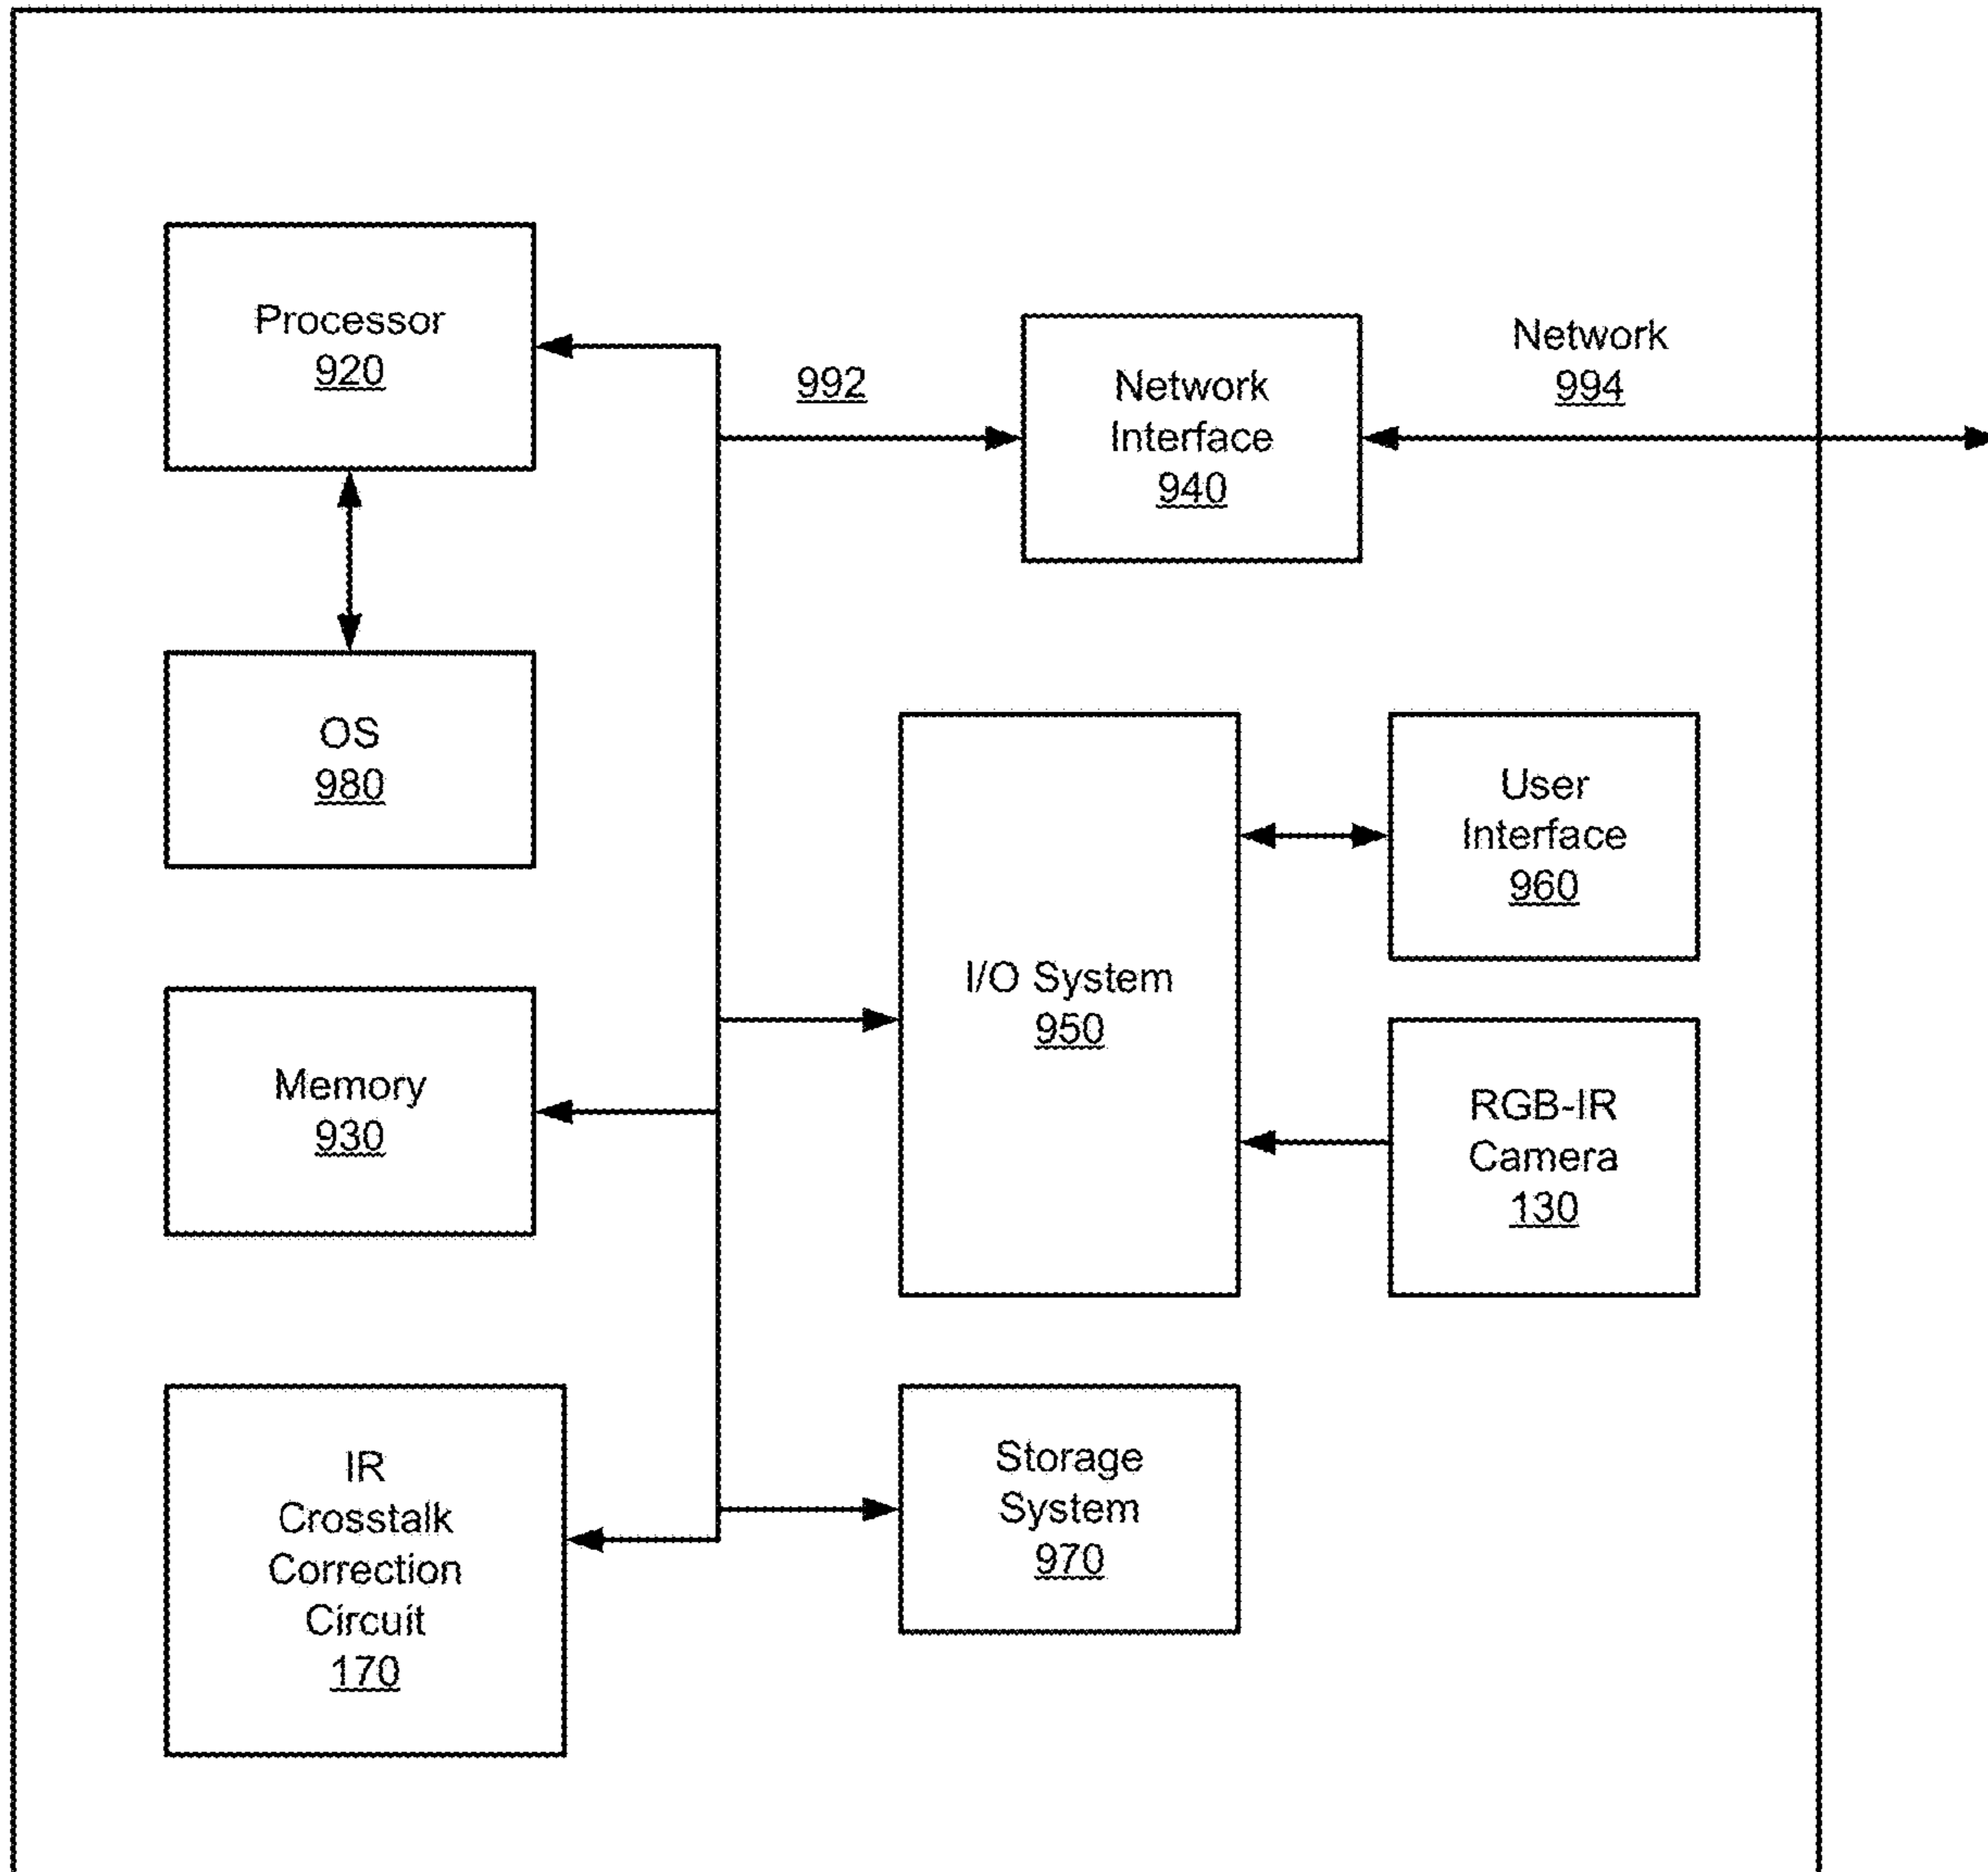 Processor
920
992
Network
Interface
940
Network
994
OS
980
I/O System
950
User
Interface
960
Memory
930
RGB-IR
Camera
130
IR
Crosstalk
Correction
Circuit
170
Storage
System
970